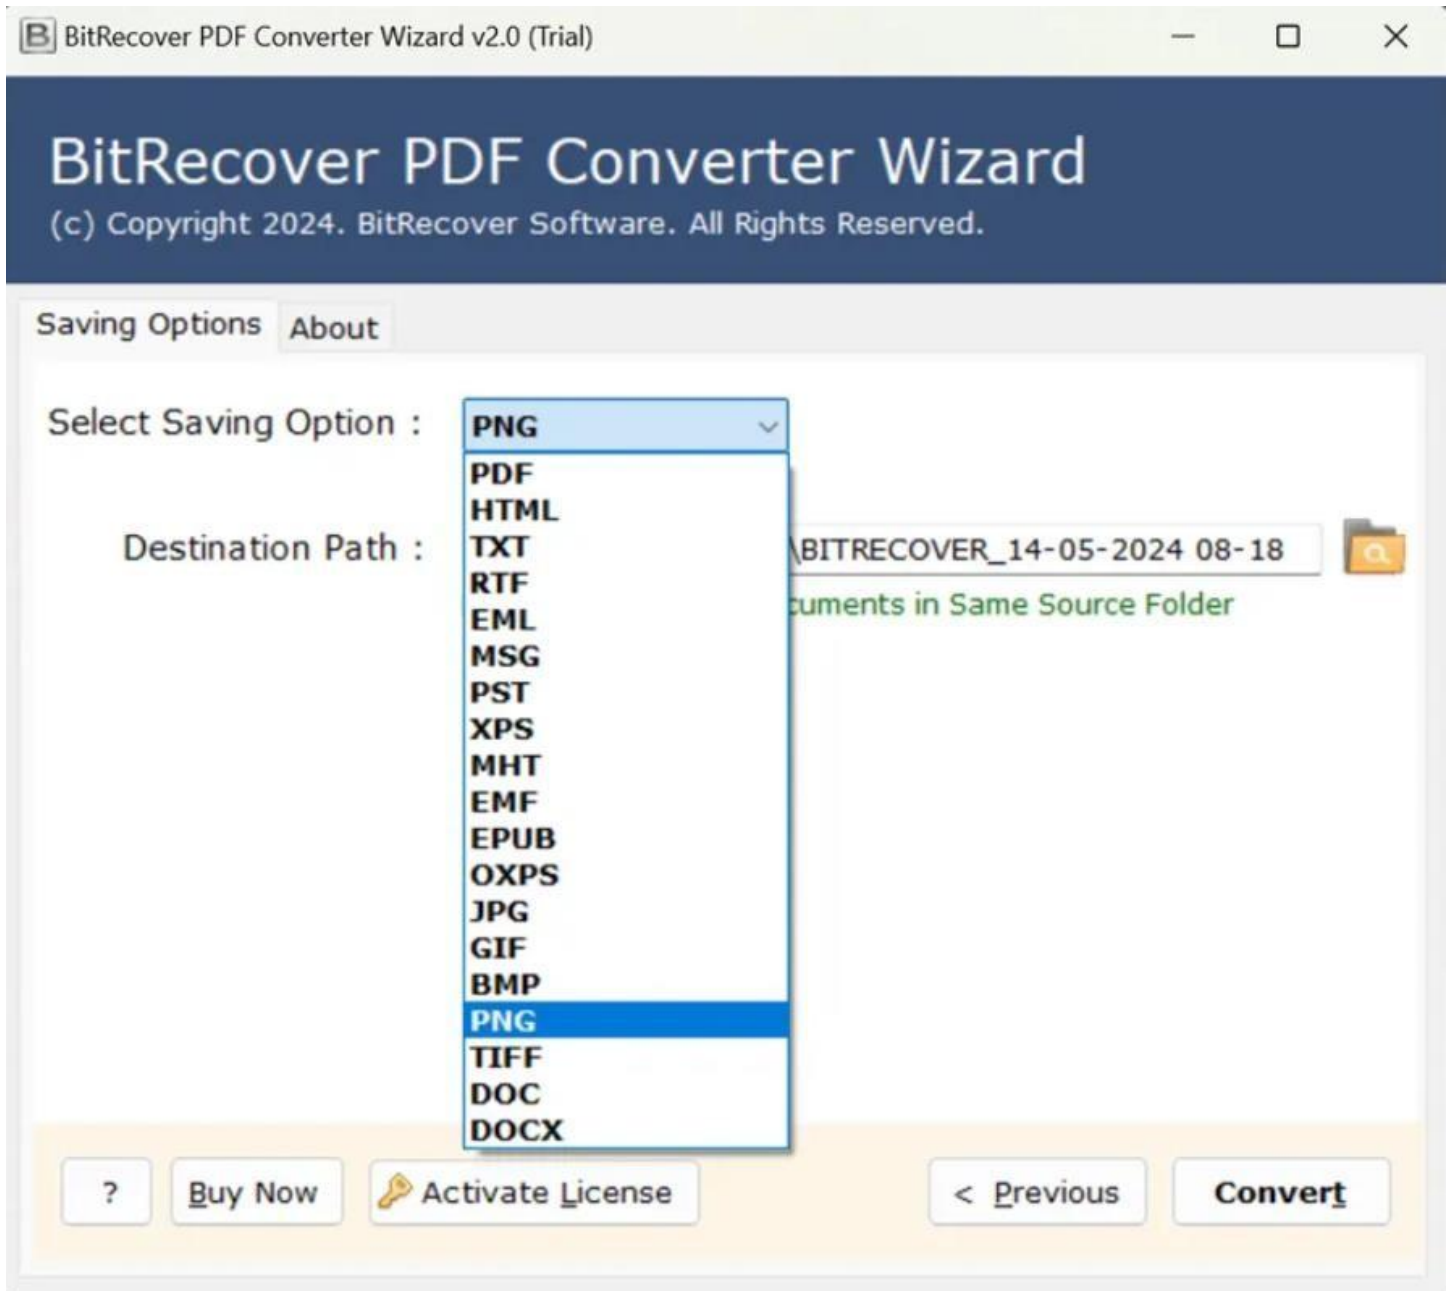 BitRecover PDF Converter Wizard v2.0 (Trial)
BitRecover PDF Converter Wizard
(c) Copyright 2024. BitRecover Software. All Rights Reserved.
Saving Options About
Select Saving Option : PNG
PDF
HTML
Destination Path : TXT \BITRECOVER_14-05-2024 08-18
RTF
EML in Same Source Folder
MSG
PST
XPS
MHT
EMF
EPUB
OXPS
JPG
GIF
BMP
PNG
TIFF
DOC
DOCX
? Buy Now Activate License < Previous Convert